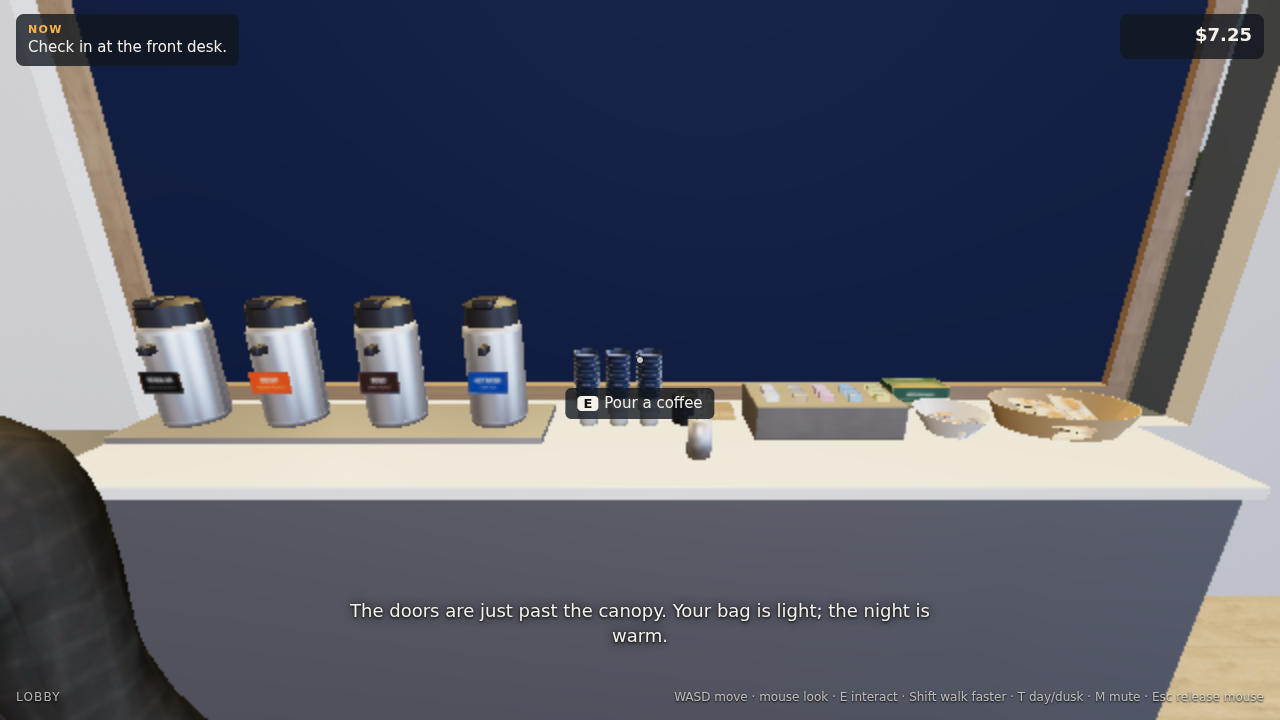 NOW
Check in at the front desk.
$7.25
E Pour a coffee
The doors are just past the canopy. Your bag is light; the night is
warm.
LOBBY
WASD move · mouse look · E interact · Shift walk faster · T day/dusk · M mute · Esc release mouse